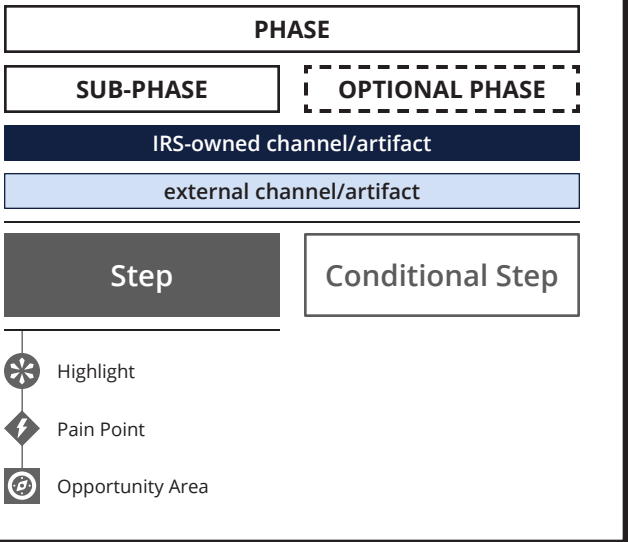 PHASE
SUB-PHASE
OPTIONAL PHASE
IRS-owned channel/artifact
external channel/artifact
Step
Conditional Step
Highlight
Pain Point
Opportunity Area